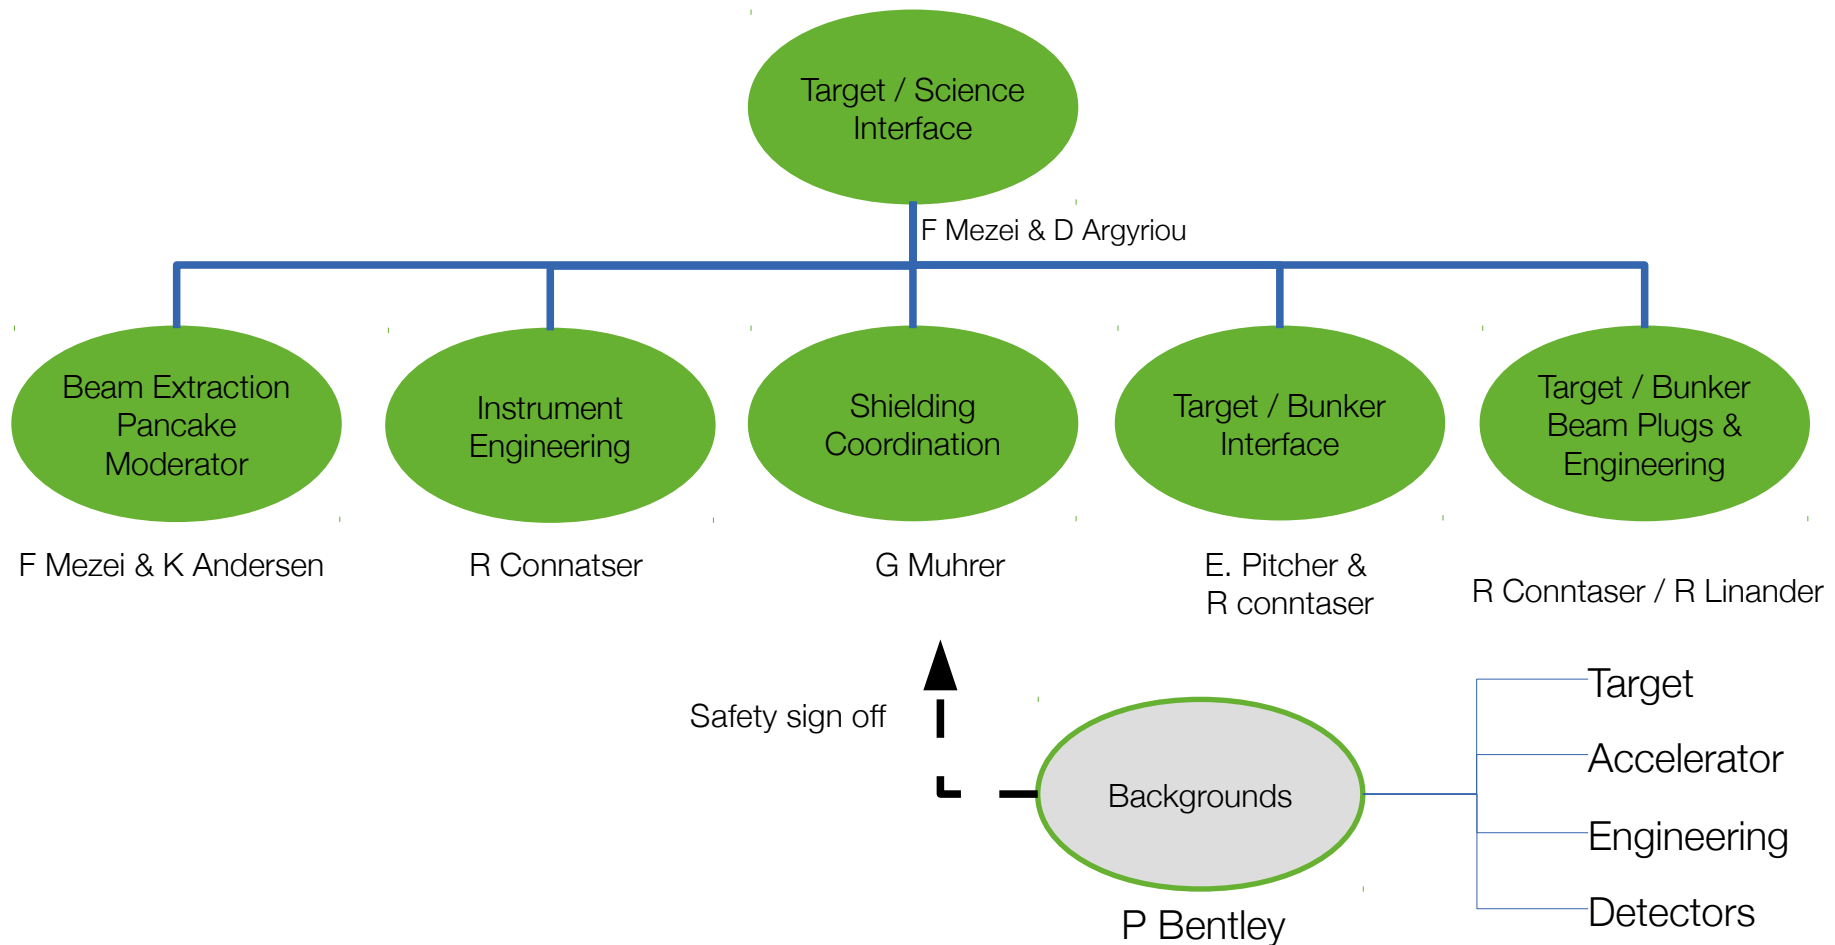 Target / Science
Interface
F Mezei & D Argyriou
Beam Extraction
Pancake
Moderator
Instrument
Engineering
Shielding
Coordination
Target / Bunker
Interface
Target / Bunker
Beam Plugs &
Engineering
F Mezei & K Andersen
R Connatser
G Muhrer
E. Pitcher &
R conntaser
R Conntaser / R Linander
Safety sign off
Backgrounds
P Bentley
Target
Accelerator
Engineering
Detectors